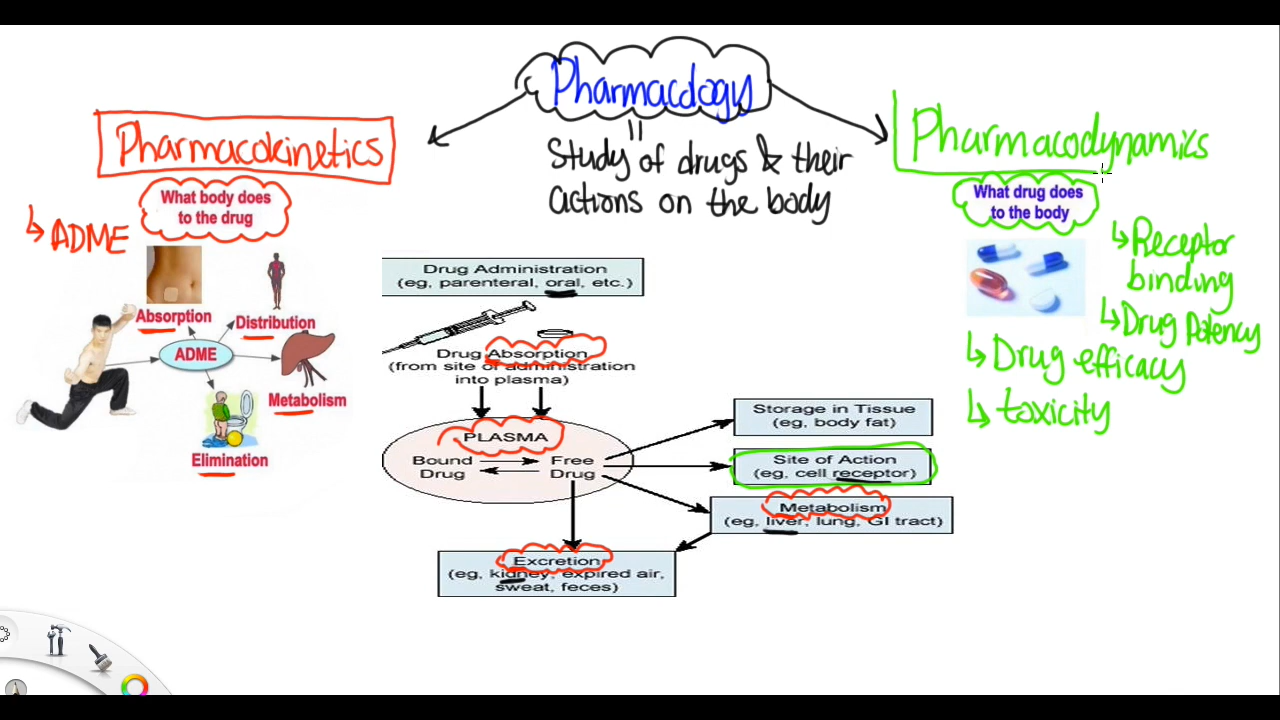 Pharmacology
Study of drugs & their
actions on the body
Pharmacokinetics
What body does
to the drug
↳ ADME
Absorption
Distribution
ADME
Metabolism
Elimination
Drug Administration
(eg, parenteral, oral, etc.)
Drug Absorption
(from site of administration
into plasma)
PLASMA
Bound
Drug
Free
Drug
Storage in Tissue
(eg, body fat)
Site of Action
(eg, cell receptor)
Metabolism
(eg, liver, lung, GI tract)
Excretion
(eg, kidney, expired air,
sweat, feces)
Pharmacodynamics
What drug does
to the body
↳ Receptor
binding
↳ Drug Potency
↳ Drug efficacy
↳ toxicity